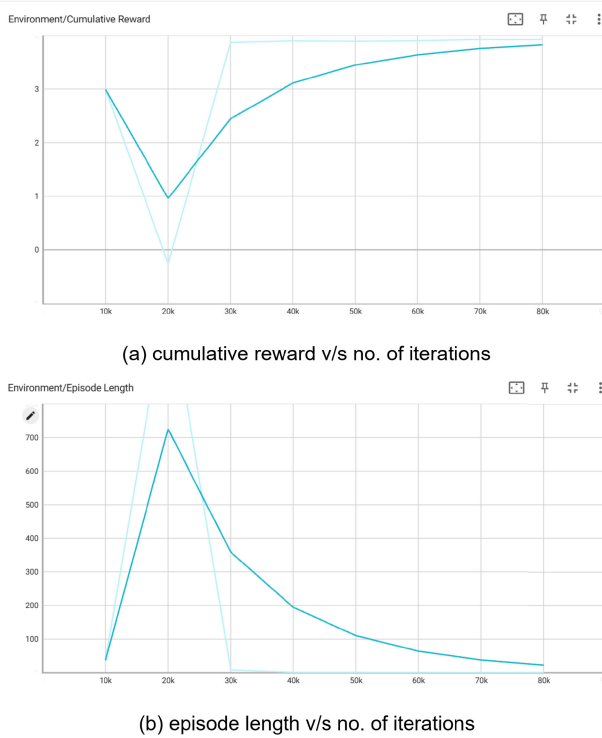 Environment/Cumulative Reward
3
2
1
0
10k 20k 30k 40k 50k 60k 70k 80k
(a) cumulative reward v/s no. of iterations
Environment/Episode Length
700
600
500
400
300
200
100
10k 20k 30k 40k 50k 60k 70k 80k
(b) episode length v/s no. of iterations